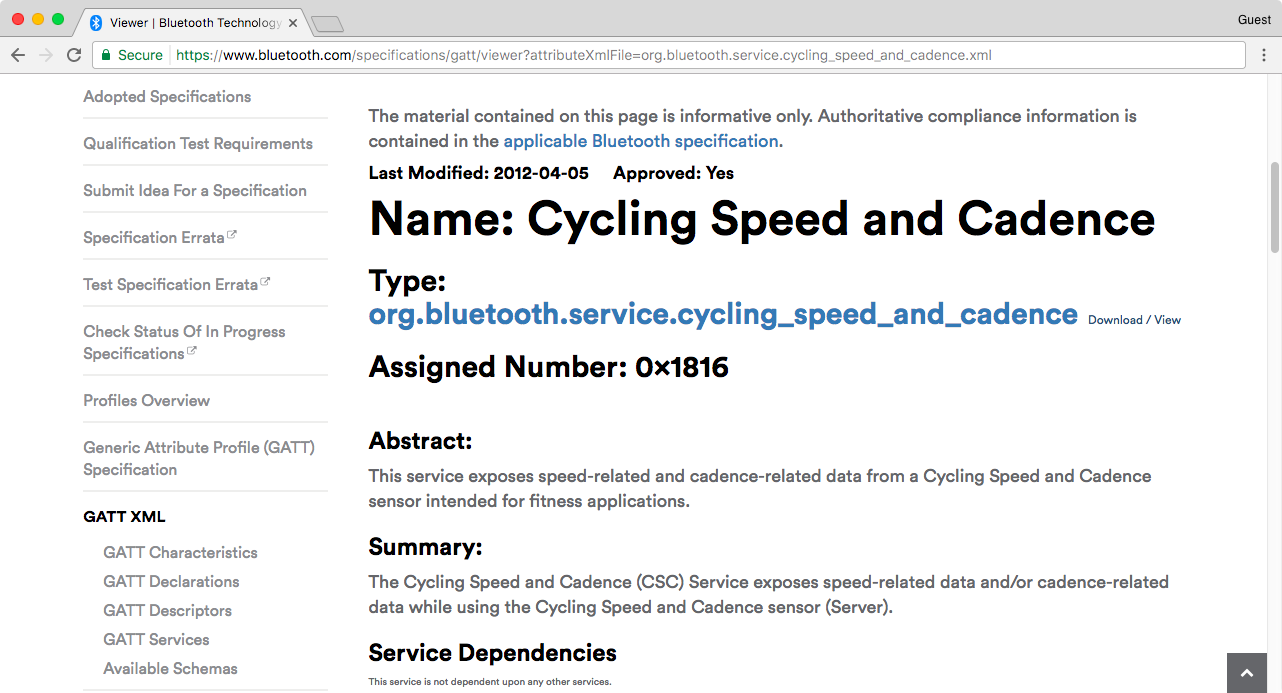 Viewer | Bluetooth Technology
Guest
Secure https://www.bluetooth.com/specifications/gatt/viewer?attributeXmlFile=org.bluetooth.service.cycling_speed_and_cadence.xml
Adopted Specifications
Qualification Test Requirements
Submit Idea For a Specification
Specification Errata
Test Specification Errata
Check Status Of In Progress
Specifications
Profiles Overview
Generic Attribute Profile (GATT)
Specification
GATT XML
GATT Characteristics
GATT Declarations
GATT Descriptors
GATT Services
Available Schemas
The material contained on this page is informative only. Authoritative compliance information is
contained in the applicable Bluetooth specification.
Last Modified: 2012-04-05 Approved: Yes
Name: Cycling Speed and Cadence
Type:
org.bluetooth.service.cycling_speed_and_cadence Download / View
Assigned Number: 0×1816
Abstract:
This service exposes speed-related and cadence-related data from a Cycling Speed and Cadence
sensor intended for fitness applications.
Summary:
The Cycling Speed and Cadence (CSC) Service exposes speed-related data and/or cadence-related
data while using the Cycling Speed and Cadence sensor (Server).
Service Dependencies
This service is not dependent upon any other services.